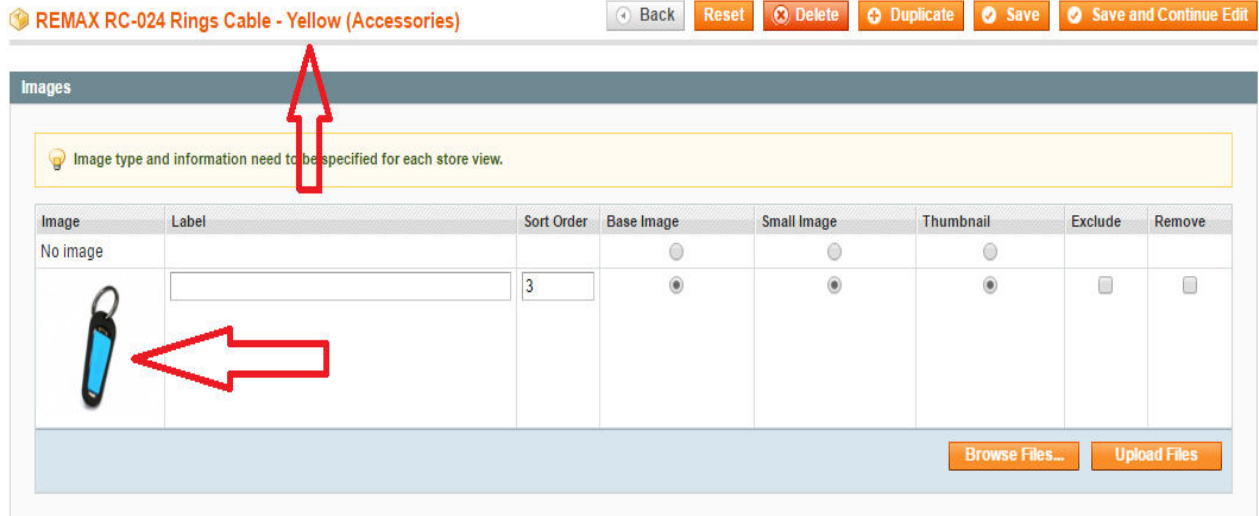 REMAX RC-024 Rings Cable - Yellow (Accessories) Back Reset Delete Duplicate Save Save and Continue Edit
Images
Image type and information need to be specified for each store view.
Image Label Sort Order Base Image Small Image Thumbnail Exclude Remove
No image
3
Browse Files... Upload Files